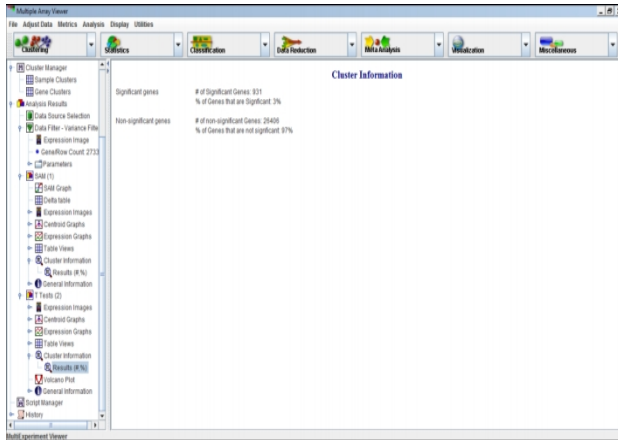 Multiple Array Viewer
File Adjust Data Metrics Analysis Display Utilities
Clustering
Statistics
Classification
Data Reduction
Meta Analysis
Visualization
Miscellaneous
Cluster Manager
Sample Clusters
Gene Clusters
Analysis Results
Data Source Selection
Data Filter - Variance Filte
Expression Image
Gene/Row Count: 2733
Parameters
SAM (1)
SAM Graph
Delta table
Expression Images
Centroid Graphs
Expression Graphs
Table Views
Cluster Information
Results (#,%)
General Information
T Tests (2)
Expression Images
Centroid Graphs
Expression Graphs
Table Views
Cluster Information
Results (#,%)
Volcano Plot
General Information
Script Manager
History
Cluster Information
Significant genes # of Significant Genes: 931
% of Genes that are Significant: 3%
Non-significant genes # of non-significant Genes: 26406
% of Genes that are not significant: 97%
MultiExperiment Viewer